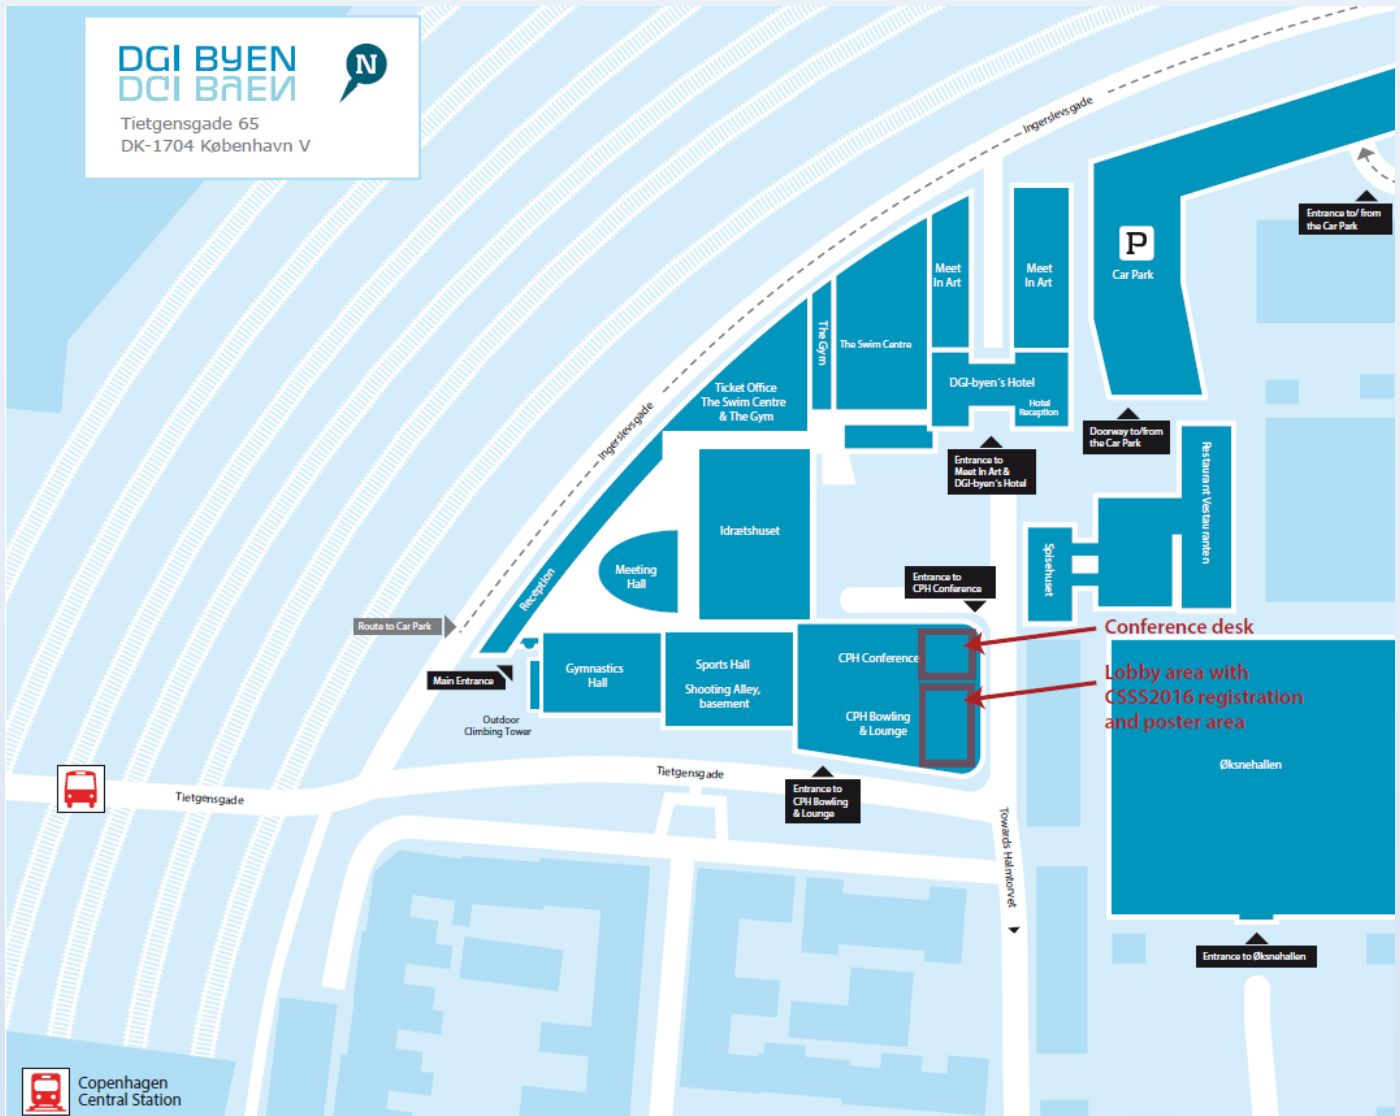 DGI BYEN
DGI BYEN
Tietgensgade 65
DK-1704 København V
N
Ingerslevsgade
Entrance to/ from
the Car Park
P
Car Park
Meet
In Art
Meet
In Art
The Gym
The Swim Centre
DGI-byen's Hotel
Hotel
Reception
Ticket Office
The Swim Centre
& The Gym
Doorway to/from
the Car Park
Ingerslevsgade
Entrance to
Meet In Art &
DGI-byen's Hotel
Restaurant Vestauranten
Idrætshuset
Spisehuset
Meeting
Hall
Entrance to
CPH Conference
Reception
Route to Car Park
Conference desk
CPH Conference
Gymnastics
Hall
Sports Hall
Shooting Alley,
basement
Main Entrance
Lobby area with
CSSS2016 registration
and poster area
CPH Bowling
& Lounge
Outdoor
Climbing Tower
Øksnehallen
Tietgensgade
Tietgensgade
Entrance to
CPH Bowling
& Lounge
Towards Halmtorvet
Entrance to Øksnehallen
Copenhagen
Central Station